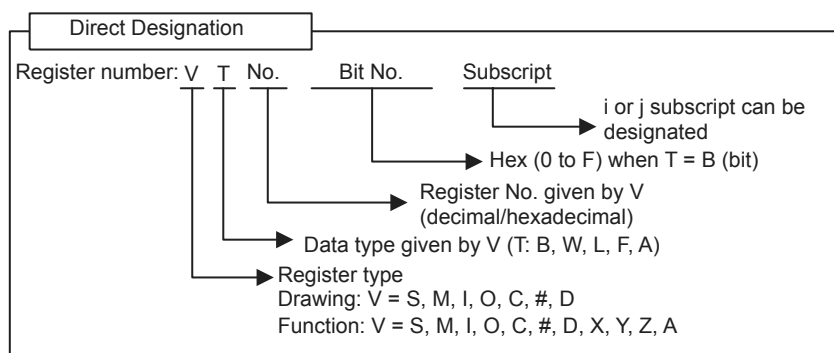 Direct Designation
Register number: V T No. Bit No. Subscript
i or j subscript can be
designated
Hex (0 to F) when T = B (bit)
Register No. given by V
(decimal/hexadecimal)
Data type given by V (T: B, W, L, F, A)
Register type
Drawing: V = S, M, I, O, C, #, D
Function: V = S, M, I, O, C, #, D, X, Y, Z, A